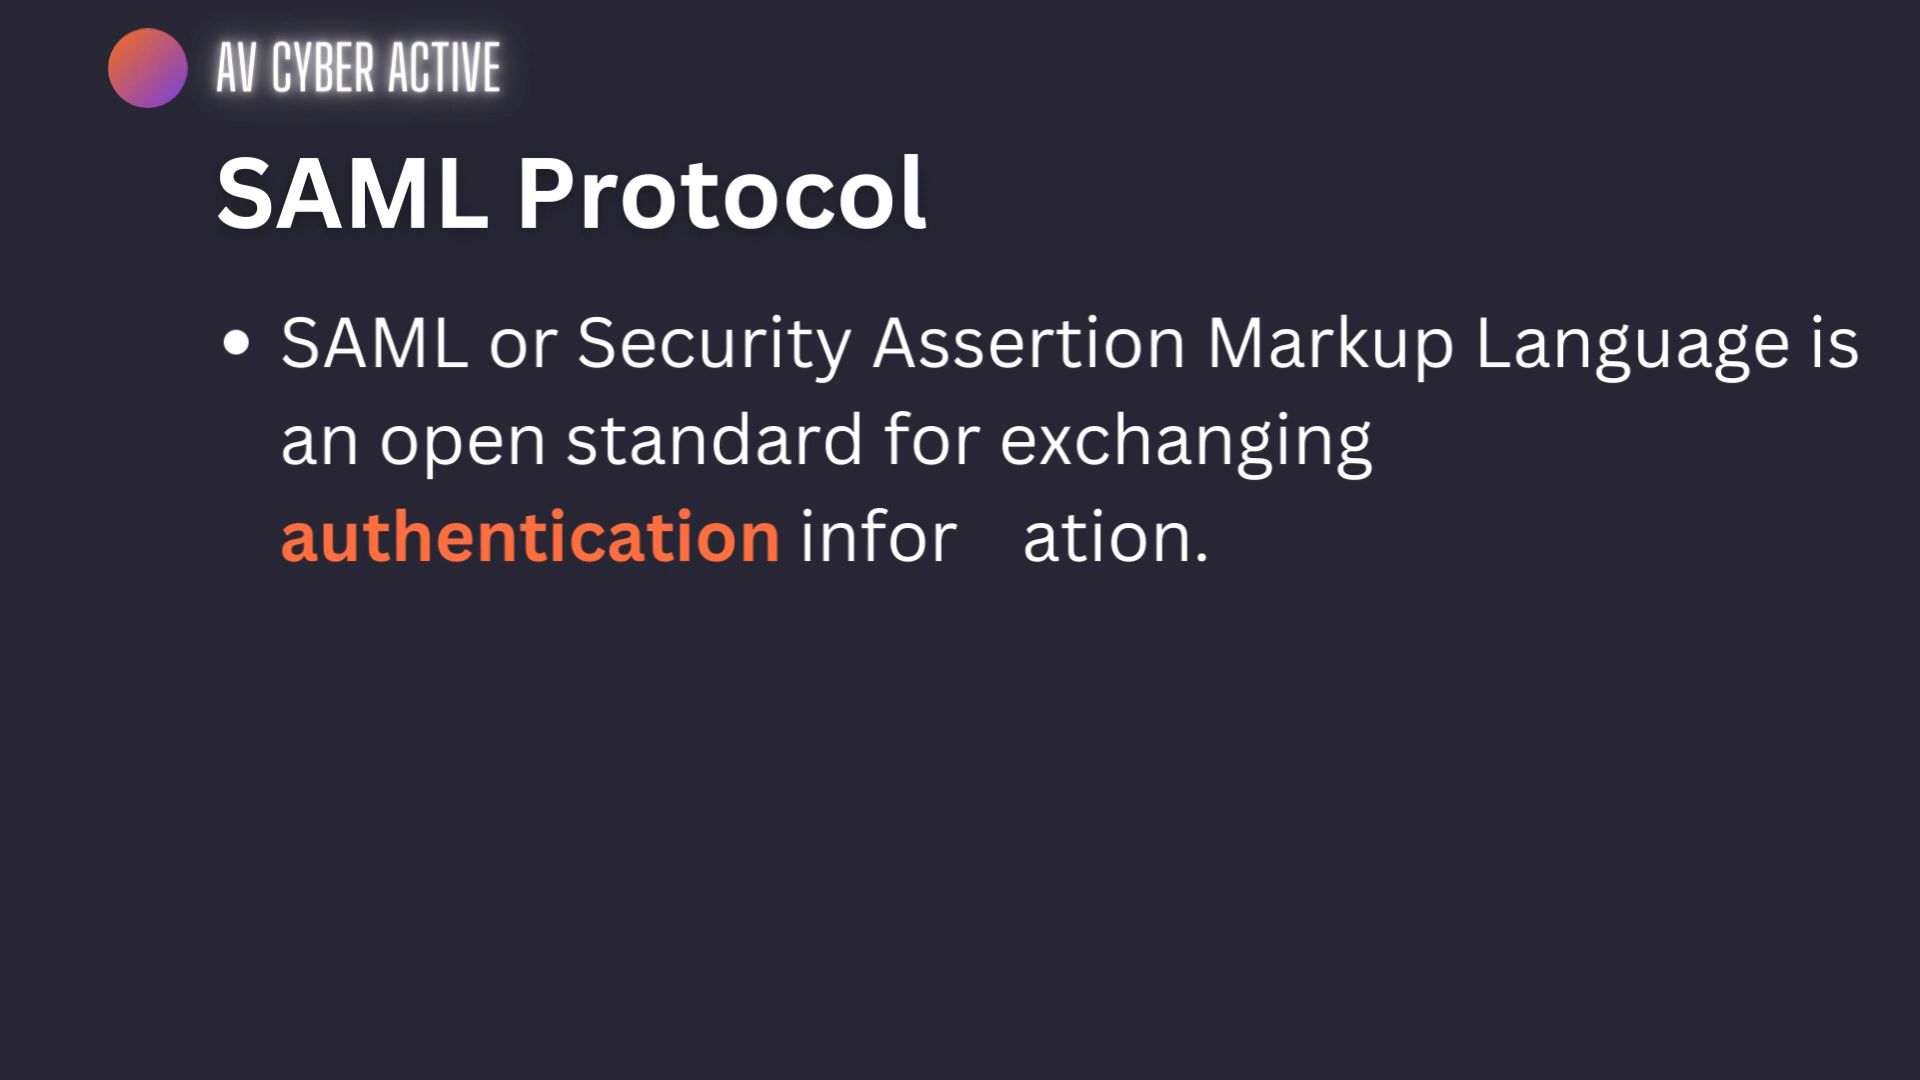 AV CYBER ACTIVE
SAML Protocol
• SAML or Security Assertion Markup Language is
an open standard for exchanging
authentication infor ation.